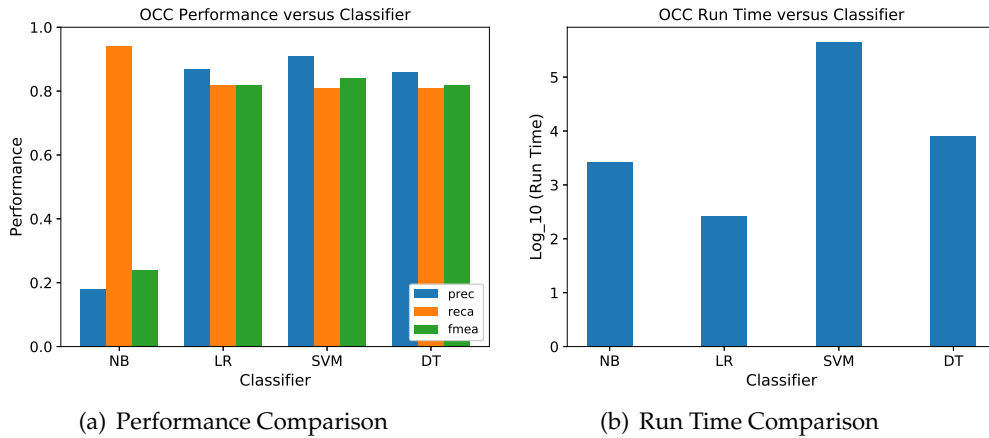 OCC Performance versus Classifier
1.0
0.8
0.6
0.4
0.2
0.0
Performance
prec
reca
fmea
NB LR SVM DT
Classifier
(a) Performance Comparison
OCC Run Time versus Classifier
5
4
3
2
1
0
Log_10 (Run Time)
NB LR SVM DT
Classifier
(b) Run Time Comparison